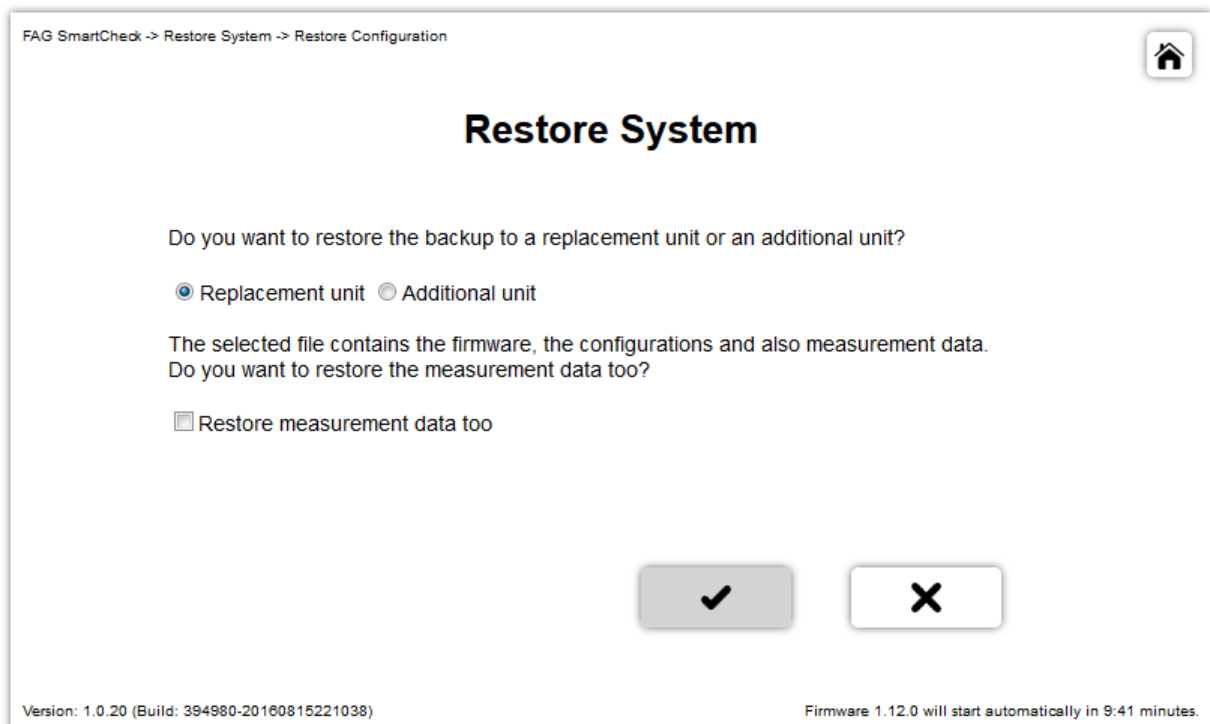 FAG SmartCheck -> Restore System -> Restore Configuration
Restore System
Do you want to restore the backup to a replacement unit or an additional unit?
Replacement unit Additional unit
The selected file contains the firmware, the configurations and also measurement data.
Do you want to restore the measurement data too?
Restore measurement data too
Version: 1.0.20 (Build: 394980-20160815221038) Firmware 1.12.0 will start automatically in 9:41 minutes.